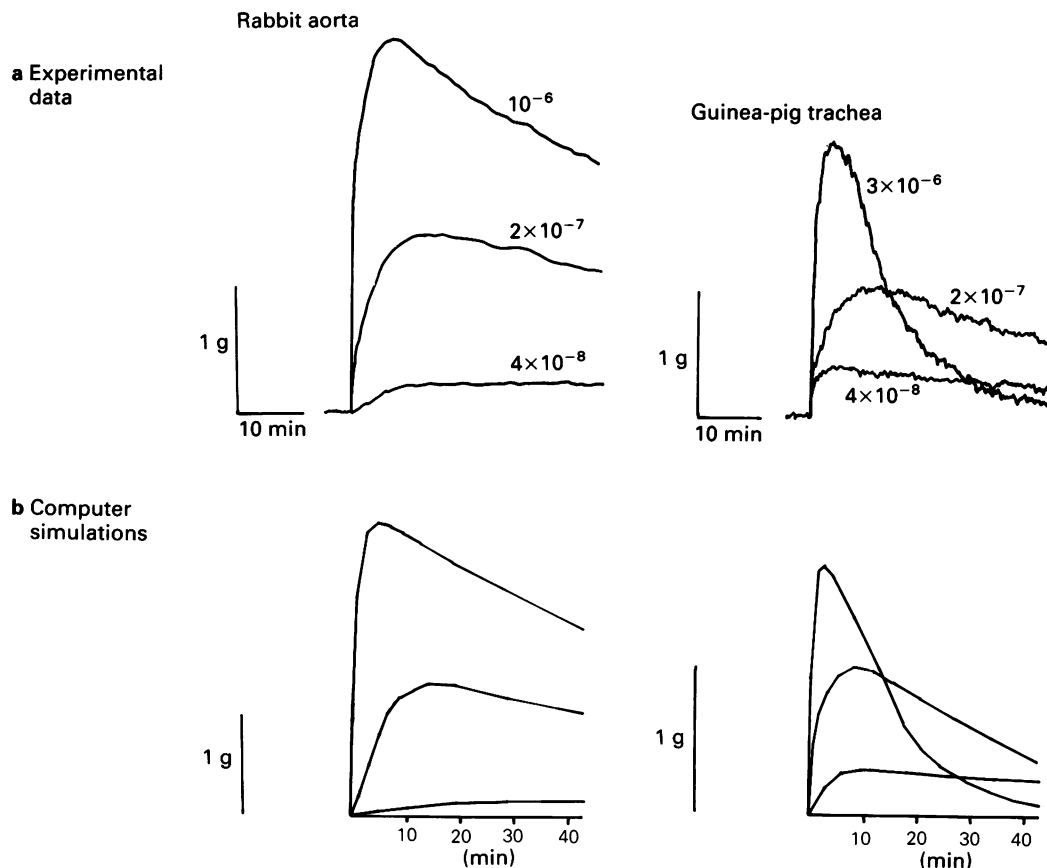 Rabbit aorta
a Experimental
data
10⁻⁶
2×10⁻⁷
4×10⁻⁸
1 g
10 min
Guinea-pig trachea
3×10⁻⁶
2×10⁻⁷
4×10⁻⁸
1 g
10 min
b Computer
simulations
1 g
10 20 30 40
(min)
1 g
10 20 30 40
(min)